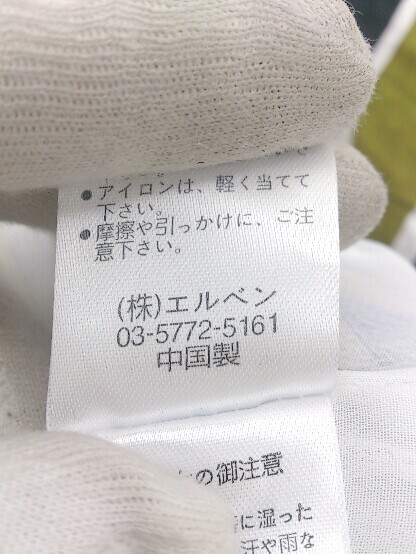 ●アイロンは、軽く当てて
下さい。
●摩擦や引っかけに、ご注
意下さい。
(株)エルベン
03-5772-5161
中国製
の御注意
に湿った
汗や雨な